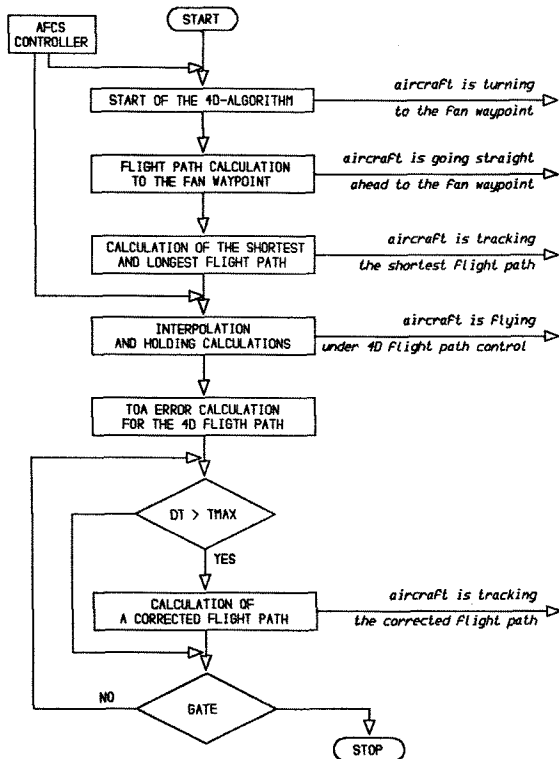 AFCS
CONTROLLER
START
START OF THE 4D-ALGORITHM
aircraft is turning
to the fan waypoint
FLIGHT PATH CALCULATION
TO THE FAN WAYPOINT
aircraft is going straight
ahead to the fan waypoint
CALCULATION OF THE SHORTEST
AND LONGEST FLIGHT PATH
aircraft is tracking
the shortest flight path
INTERPOLATION
AND HOLDING CALCULATIONS
aircraft is flying
under 4D flight path control
TOA ERROR CALCULATION
FOR THE 4D FLIGTH PATH
DT > TMAX
YES
CALCULATION OF
A CORRECTED FLIGHT PATH
aircraft is tracking
the corrected flight path
NO
GATE
STOP